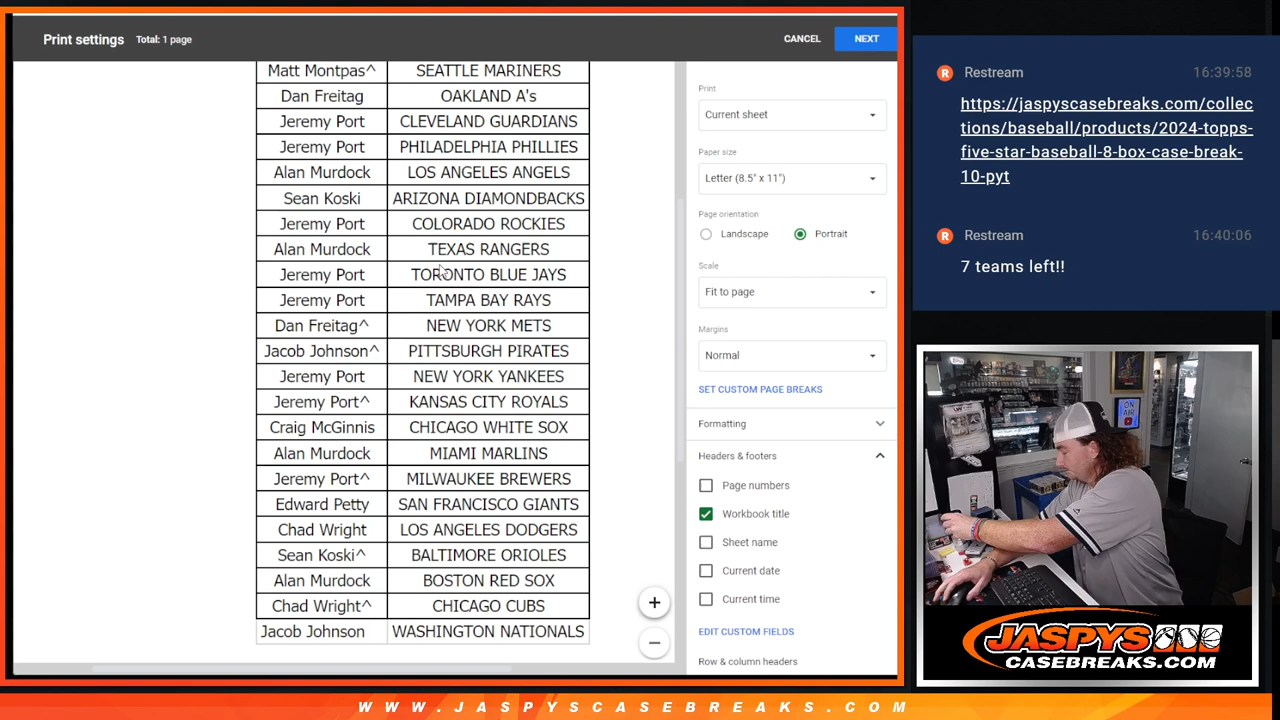 Print settings Total: 1 page CANCEL NEXT
Matt Montpas^ SEATTLE MARINERS
Dan Freitag OAKLAND A's
Jeremy Port CLEVELAND GUARDIANS
Jeremy Port PHILADELPHIA PHILLIES
Alan Murdock LOS ANGELES ANGELS
Sean Koski ARIZONA DIAMONDBACKS
Jeremy Port COLORADO ROCKIES
Alan Murdock TEXAS RANGERS
Jeremy Port TORONTO BLUE JAYS
Jeremy Port TAMPA BAY RAYS
Dan Freitag^ NEW YORK METS
Jacob Johnson^ PITTSBURGH PIRATES
Jeremy Port NEW YORK YANKEES
Jeremy Port^ KANSAS CITY ROYALS
Craig McGinnis CHICAGO WHITE SOX
Alan Murdock MIAMI MARLINS
Jeremy Port^ MILWAUKEE BREWERS
Edward Petty SAN FRANCISCO GIANTS
Chad Wright LOS ANGELES DODGERS
Sean Koski^ BALTIMORE ORIOLES
Alan Murdock BOSTON RED SOX
Chad Wright^ CHICAGO CUBS
Jacob Johnson WASHINGTON NATIONALS
Print
Current sheet
Paper size
Letter (8.5" x 11")
Page orientation
Landscape Portrait
Scale
Fit to page
Margins
Normal
SET CUSTOM PAGE BREAKS
Formatting
Headers & footers
Page numbers
Workbook title
Sheet name
Current date
Current time
EDIT CUSTOM FIELDS
Row & column headers
R Restream 16:39:58
https://jaspyscasebreaks.com/collec
tions/baseball/products/2024-topps-
five-star-baseball-8-box-case-break-
10-pyt
R Restream 16:40:06
7 teams left!!
ON
AIR
JASPYS
CASEBREAKS.COM
WWW.JASPYSCASEBREAKS.COM